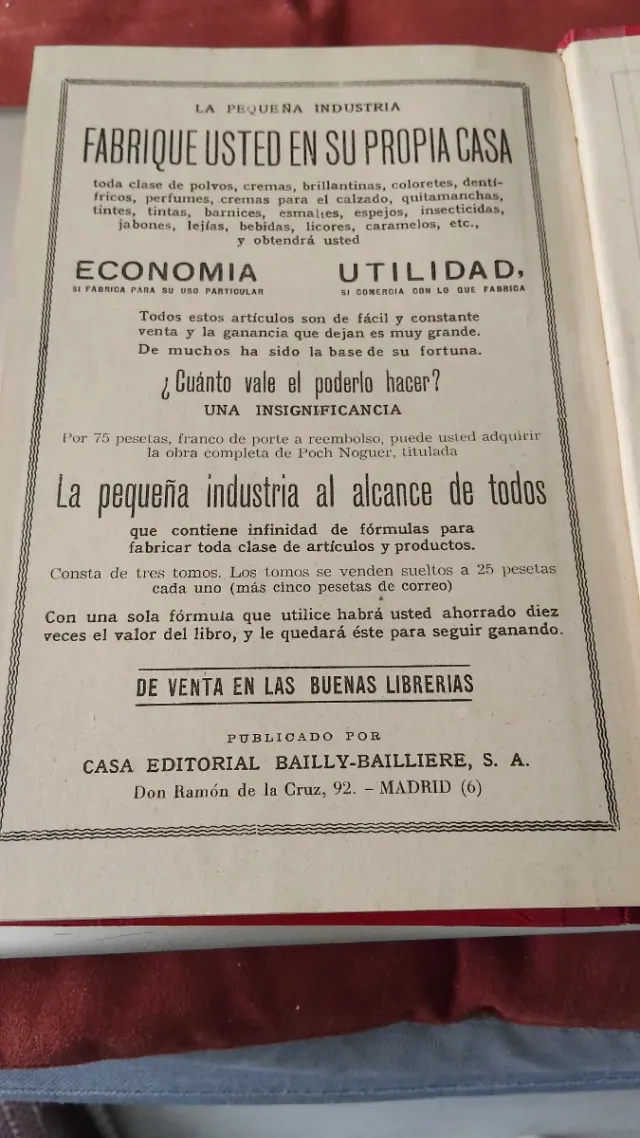 LA PEQUEÑA INDUSTRIA
FABRIQUE USTED EN SU PROPIA CASA
toda clase de polvos, cremas, brillantinas, coloretes, dentí-
fricos, perfumes, cremas para el calzado, quitamanchas,
tintes, tintas, barnices, esmaltes, espejos, insecticidas,
jabones, lejías, bebidas, licores, caramelos, etc.,
y obtendrá usted
ECONOMIA
SI FABRICA PARA SU USO PARTICULAR
UTILIDAD,
SI COMERCIA CON LO QUE FABRICA
Todos estos artículos son de fácil y constante
venta y la ganancia que dejan es muy grande.
De muchos ha sido la base de su fortuna.
¿Cuánto vale el poderlo hacer?
UNA INSIGNIFICANCIA
Por 75 pesetas, franco de porte a reembolso, puede usted adquirir
la obra completa de Poch Noguer, titulada
La pequeña industria al alcance de todos
que contiene infinidad de fórmulas para
fabricar toda clase de artículos y productos.
Consta de tres tomos. Los tomos se venden sueltos a 25 pesetas
cada uno (más cinco pesetas de correo)
Con una sola fórmula que utilice habrá usted ahorrado diez
veces el valor del libro, y le quedará éste para seguir ganando.
DE VENTA EN LAS BUENAS LIBRERIAS
PUBLICADO POR
CASA EDITORIAL BAILLY-BAILLIERE, S. A.
Don Ramón de la Cruz, 92. - MADRID (6)